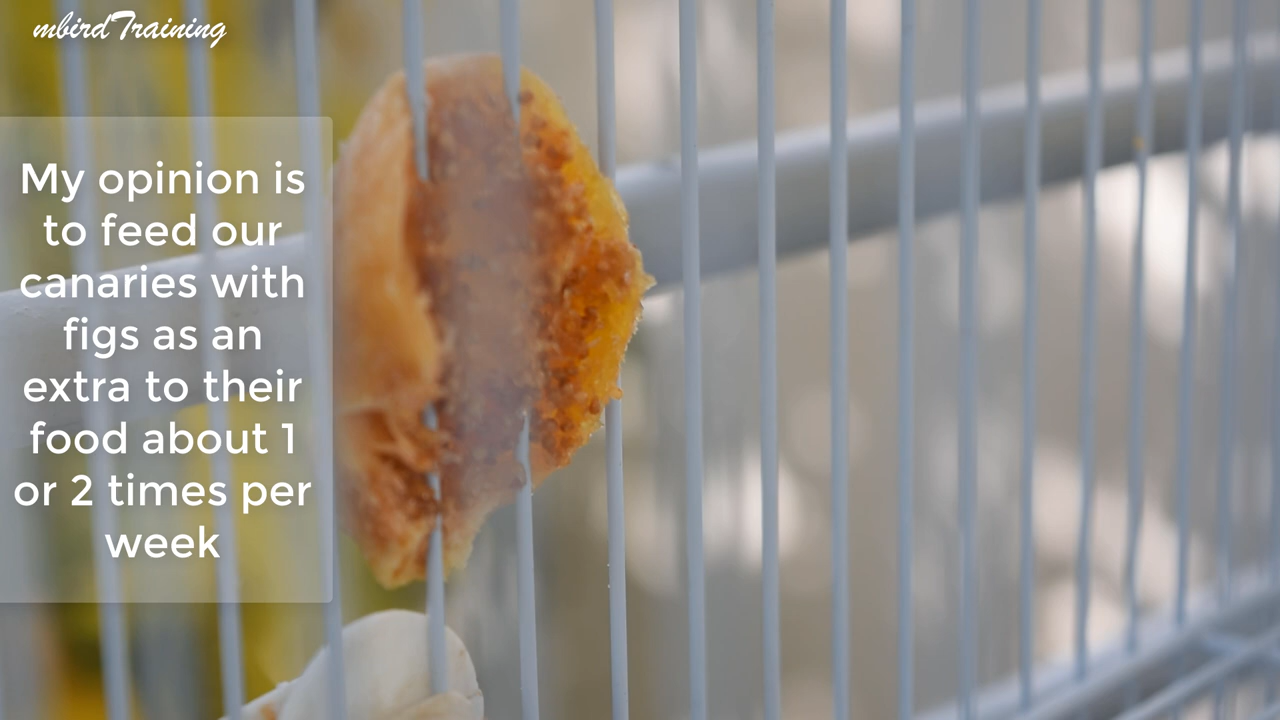 mbirdTraining
My opinion is
to feed our
canaries with
figs as an
extra to their
food about 1
or 2 times per
week